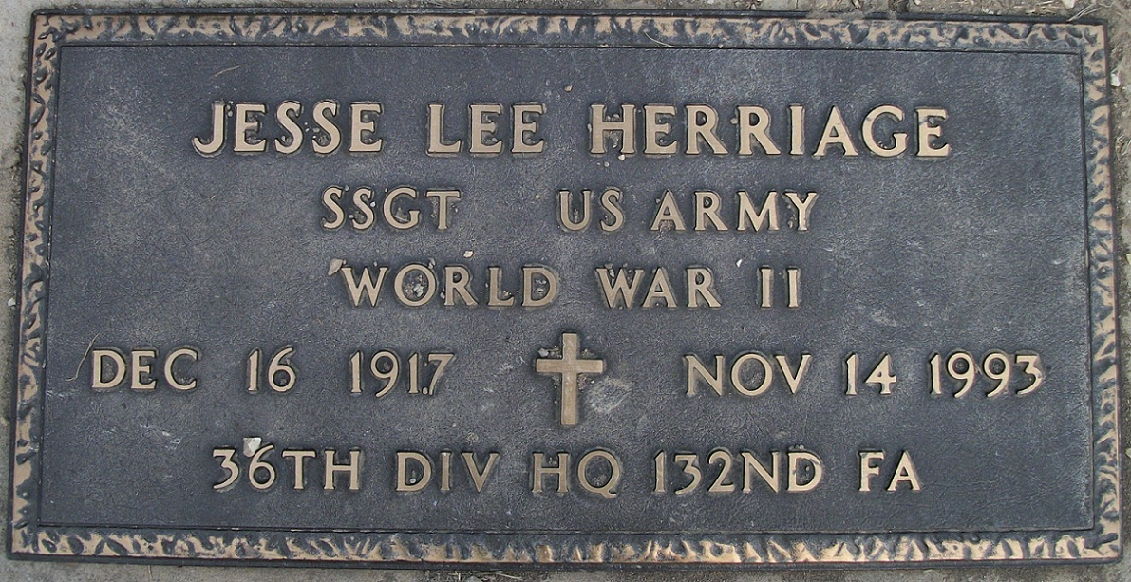 JESSE LEE HERRIAGE
SSGT US ARMY
WORLD WAR II
DEC 16 1917 NOV 14 1993
36TH DIV HQ 132ND FA